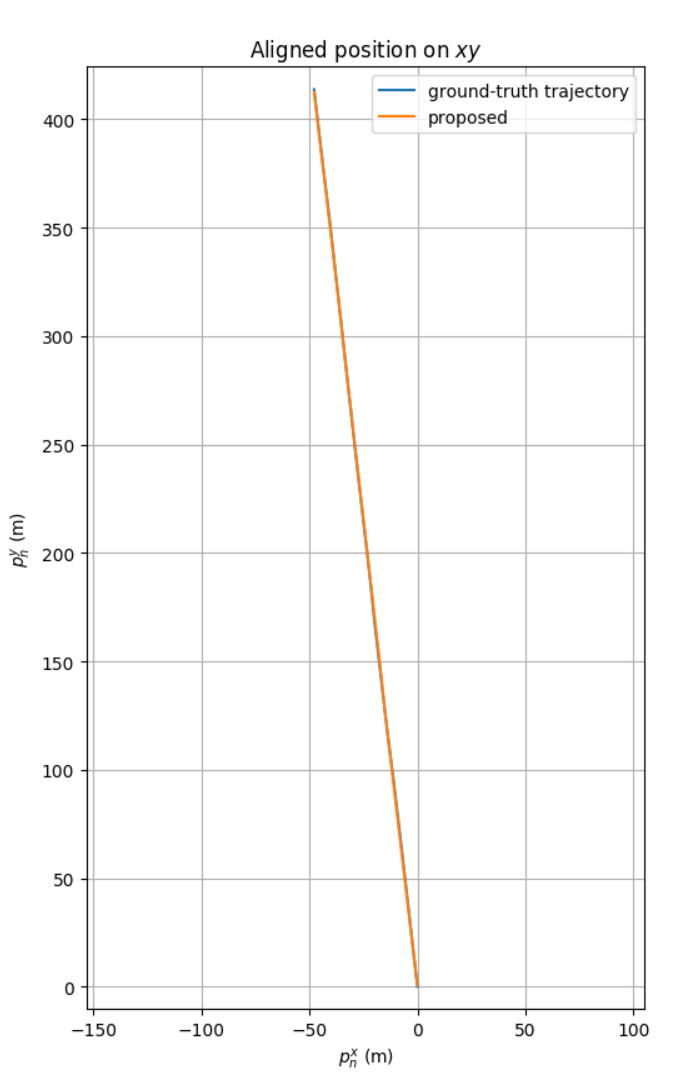 Aligned position on xy
ground-truth trajectory
proposed
400
350
300
250
200
150
100
50
0
p_n^y (m)
−150 −100 −50 0 50 100
p_n^x (m)